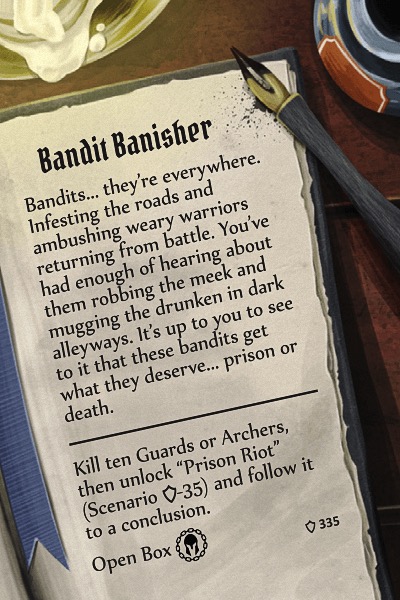 Bandit Banisher
Bandits... they're everywhere.
Infesting the roads and
ambushing weary warriors
returning from battle. You've
had enough of hearing about
them robbing the meek and
mugging the drunken in dark
alleyways. It's up to you to see
to it that these bandits get
what they deserve... prison or
death.
Kill ten Guards or Archers,
then unlock “Prison Riot”
(Scenario -35) and follow it
to a conclusion.
Open Box
335